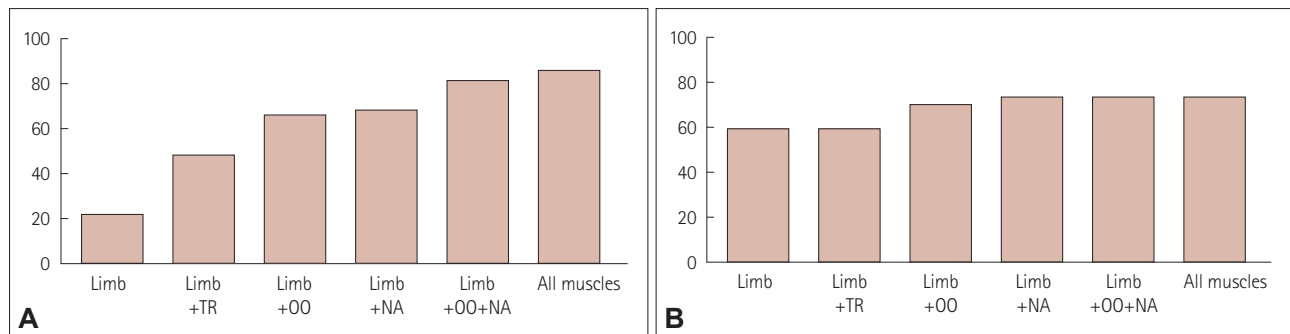 100
80
60
40
20
0
Limb
Limb
+TR
Limb
+OO
Limb
+NA
Limb
+OO+NA
All muscles
A
100
80
60
40
20
0
Limb
Limb
+TR
Limb
+OO
Limb
+NA
Limb
+OO+NA
All muscles
B